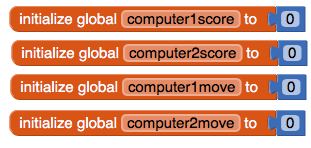 initialize global computer1score to 0
initialize global computer2score to 0
initialize global computer1move to 0
initialize global computer2move to 0